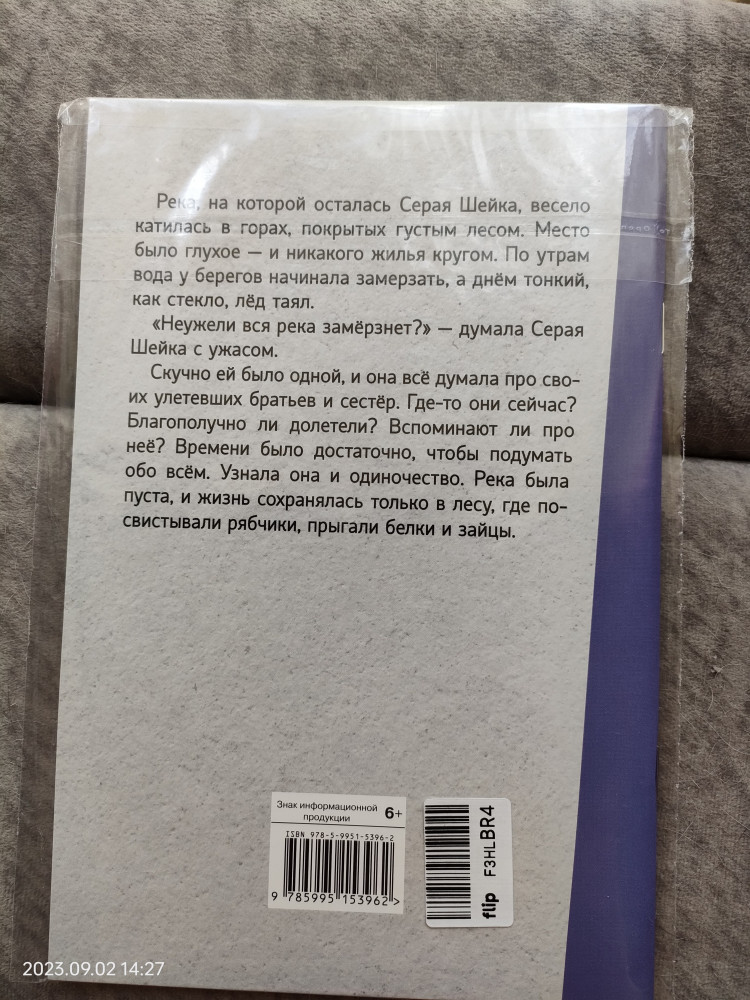 Река, на которой осталась Серая Шейка, весело
катилась в горах, покрытых густым лесом. Место
было глухое — и никакого жилья кругом. По утрам
вода у берегов начинала замерзать, а днём тонкий,
как стекло, лёд таял.
«Неужели вся река замёрзнет?» — думала Серая
Шейка с ужасом.
Скучно ей было одной, и она всё думала про сво-
их улетевших братьев и сестёр. Где-то они сейчас?
Благополучно ли долетели? Вспоминают ли про
неё? Времени было достаточно, чтобы подумать
обо всём. Узнала она и одиночество. Река была
пуста, и жизнь сохранялась только в лесу, где по-
свистывали рябчики, прыгали белки и зайцы.
Знак информационной
продукции 6+
ISBN 978-5-9951-5396-2
9 785995 153962 >
flip F3HLBR4
2023.09.02 14:27